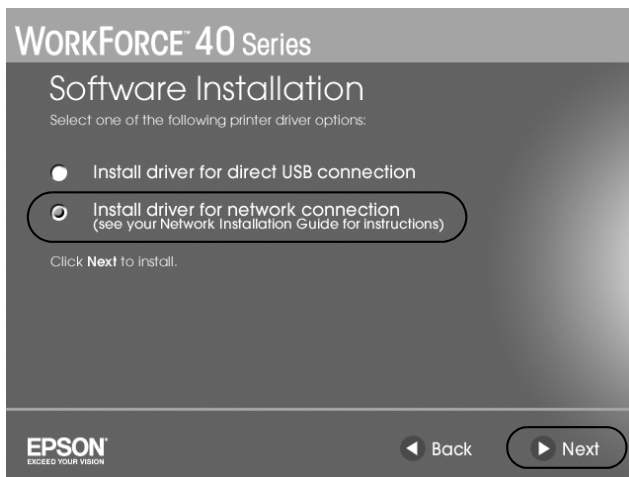 WORKFORCE™ 40 Series
Software Installation
Select one of the following printer driver options:
Install driver for direct USB connection
Install driver for network connection
(see your Network Installation Guide for instructions)
Click Next to install.
EPSON®
EXCEED YOUR VISION
Back
Next